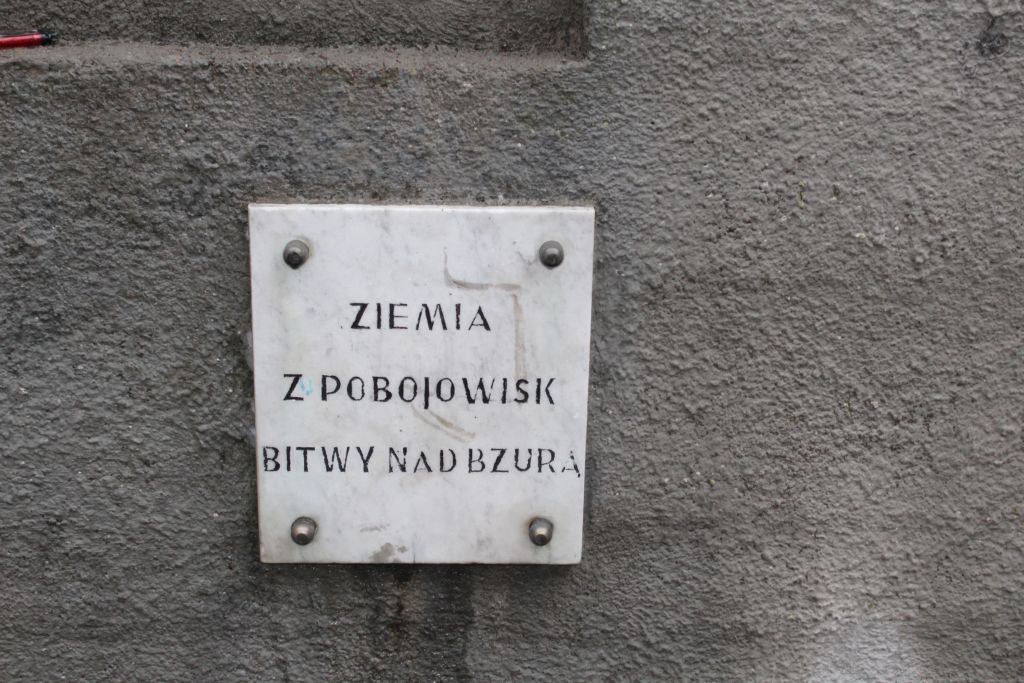 ZIEMIA
Z POBOJOWISK
BITWY NAD BZURĄ